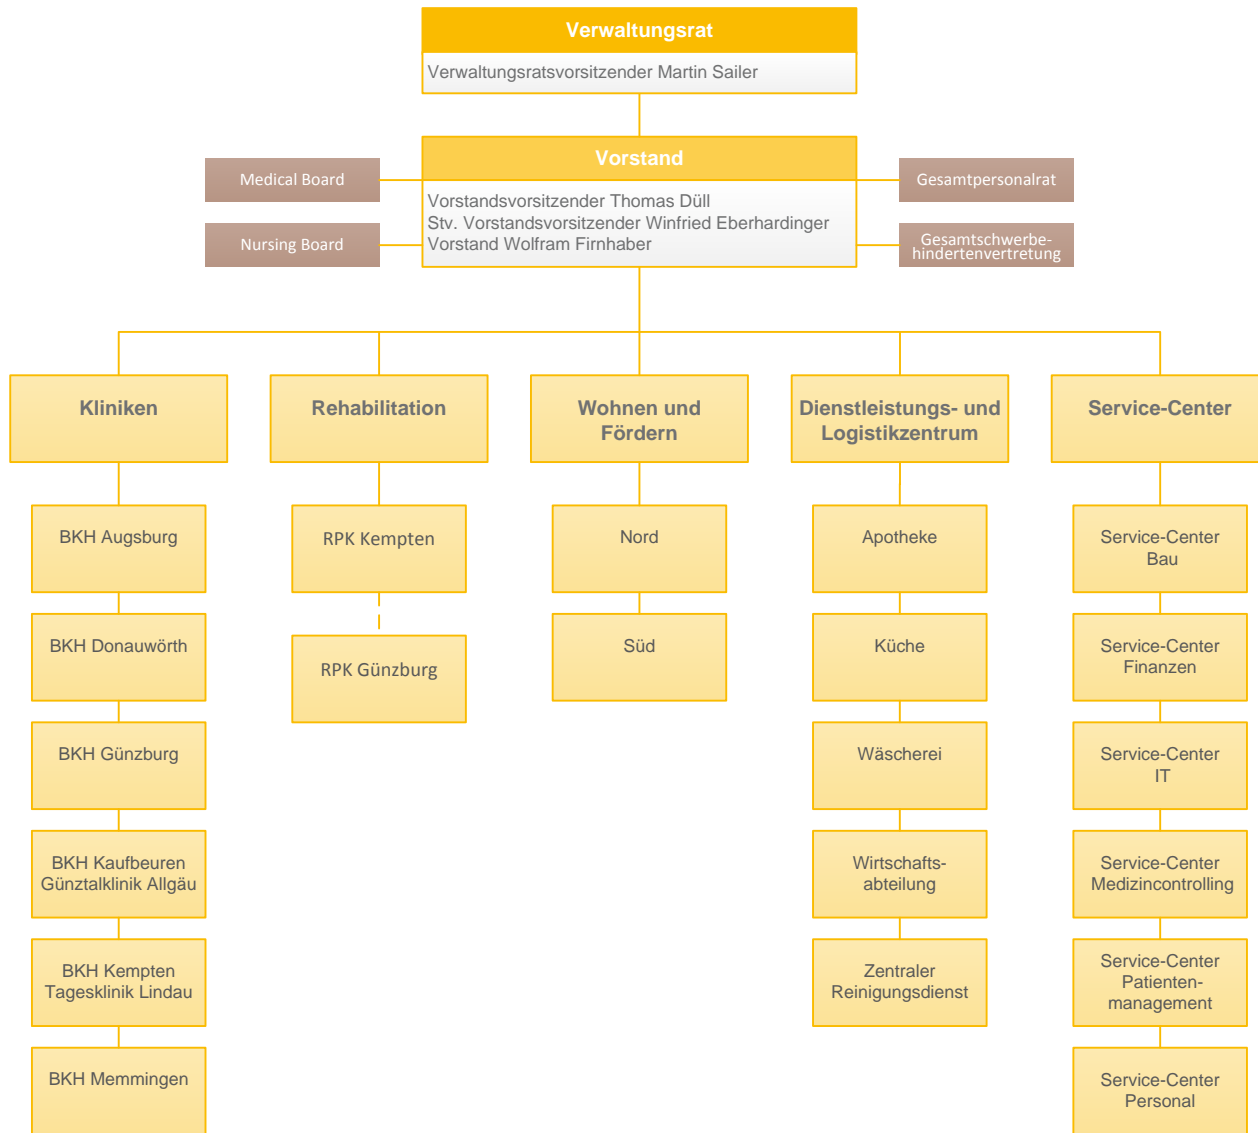 Verwaltungsrat
Verwaltungsratsvorsitzender Martin Sailer
Vorstand
Vorstandsvorsitzender Thomas Düll
Stv. Vorstandsvorsitzender Winfried Eberhardinger
Vorstand Wolfram Firnhaber
Medical Board
Nursing Board
Gesamtpersonalrat
Gesamtschwerbe-
hindertenvertretung
Kliniken
BKH Augsburg
BKH Donauwörth
BKH Günzburg
BKH Kaufbeuren
Günztalklinik Allgäu
BKH Kempten
Tagesklinik Lindau
BKH Memmingen
Rehabilitation
RPK Kempten
RPK Günzburg
Wohnen und
Fördern
Nord
Süd
Dienstleistungs- und
Logistikzentrum
Apotheke
Küche
Wäscherei
Wirtschafts-
abteilung
Zentraler
Reinigungsdienst
Service-Center
Service-Center
Bau
Service-Center
Finanzen
Service-Center
IT
Service-Center
Medizincontrolling
Service-Center
Patienten-
management
Service-Center
Personal